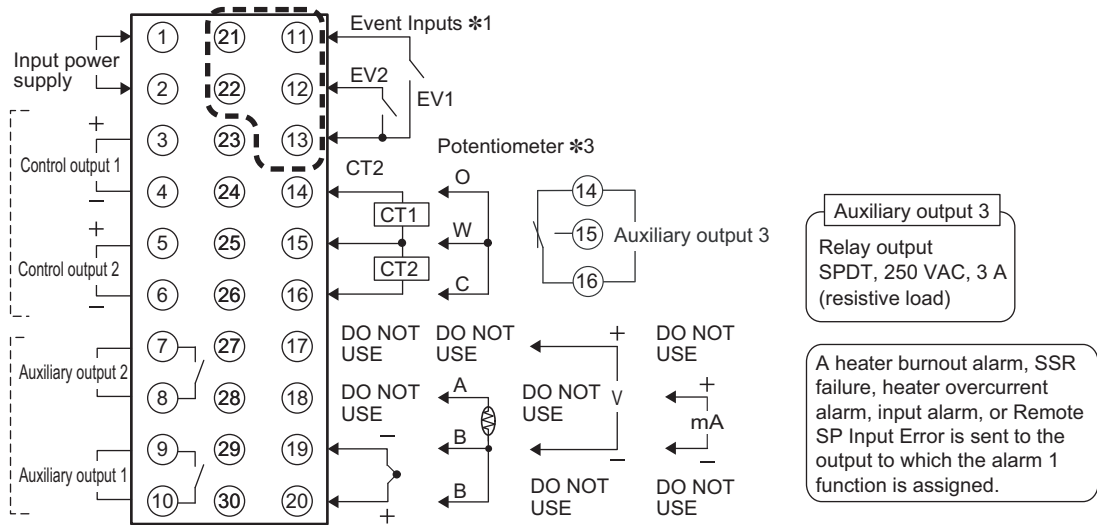 Input power
supply
+
Control output 1
−
+
Control output 2
−
Auxiliary output 2
Auxiliary output 1
1 21 11
2 22 12
3 23 13
4 24 14
5 25 15
6 26 16
7 27 17
8 28 18
9 29 19
10 30 20
Event Inputs ✻1
EV2
EV1
Potentiometer ✻3
CT2
CT1
CT2
O
W
C
14
15
16
Auxiliary output 3
DO NOT
USE
DO NOT
USE
−
+
DO NOT
USE
A
B
B
+
DO NOT
USE
V
−
DO NOT
USE
DO NOT
USE
+
mA
−
DO NOT
USE
Auxiliary output 3
Relay output
SPDT, 250 VAC, 3 A
(resistive load)
A heater burnout alarm, SSR
failure, heater overcurrent
alarm, input alarm, or Remote
SP Input Error is sent to the
output to which the alarm 1
function is assigned.